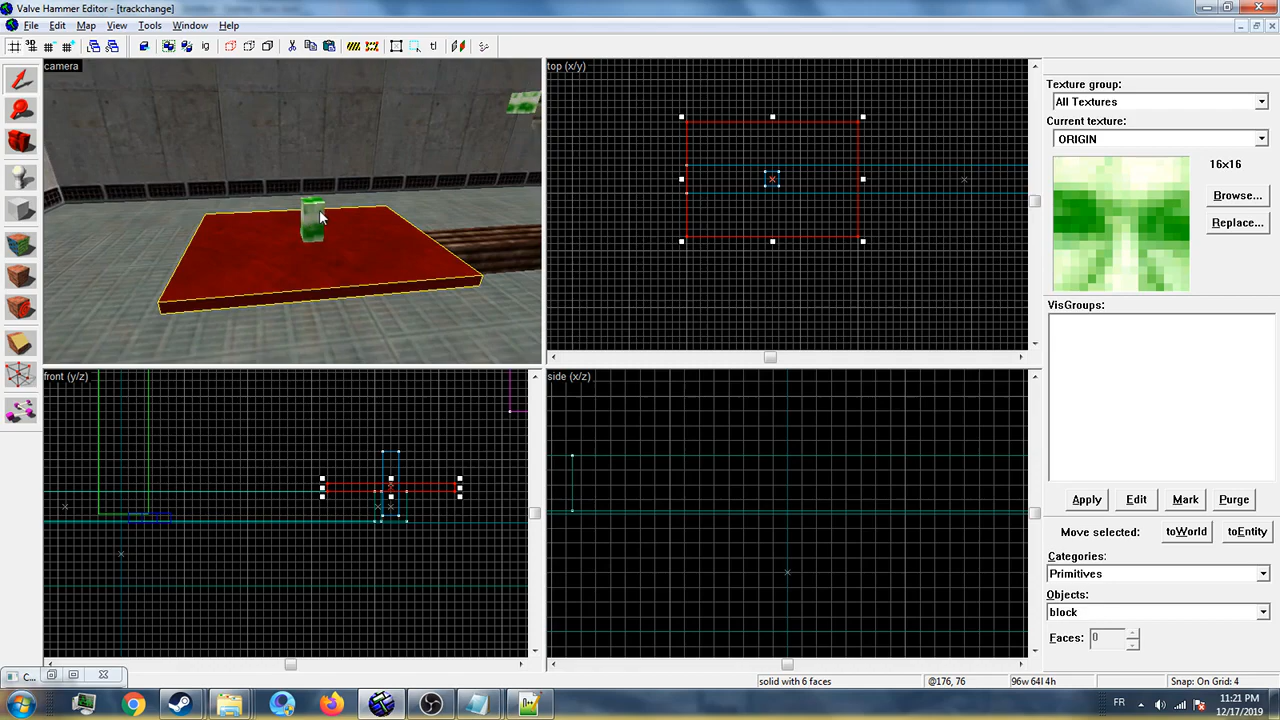 Valve Hammer Editor - [trackchange]
File Edit Map View Tools Window Help
camera
top (x/y)
front (y/z)
side (x/z)
Texture group:
All Textures
Current texture:
ORIGIN
16x16
Browse...
Replace...
VisGroups:
Apply Edit Mark Purge
Move selected: toWorld toEntity
Categories:
Primitives
Objects:
block
Faces: 0
C...
solid with 6 faces @176, 76 96w 64l 4h Snap: On Grid: 4
FR 11:21 PM
12/17/2019